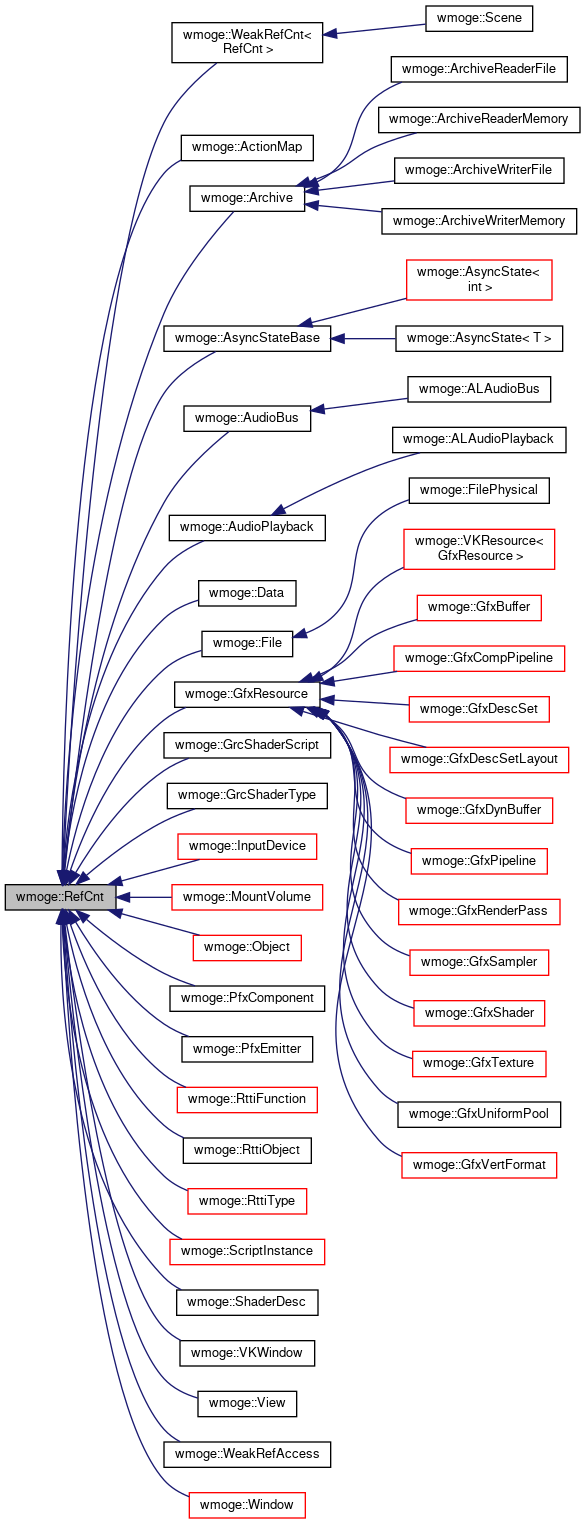 wmoge::Scene
wmoge::WeakRefCnt<
RefCnt >
wmoge::ArchiveReaderFile
wmoge::ArchiveReaderMemory
wmoge::ActionMap
wmoge::ArchiveWriterFile
wmoge::Archive
wmoge::ArchiveWriterMemory
wmoge::AsyncState<
int >
wmoge::AsyncStateBase
wmoge::AsyncState< T >
wmoge::ALAudioBus
wmoge::AudioBus
wmoge::ALAudioPlayback
wmoge::FilePhysical
wmoge::AudioPlayback
wmoge::VKResource<
GfxResource >
wmoge::Data
wmoge::GfxBuffer
wmoge::File
wmoge::GfxCompPipeline
wmoge::GfxResource
wmoge::GfxDescSet
wmoge::GrcShaderScript
wmoge::GfxDescSetLayout
wmoge::GrcShaderType
wmoge::GfxDynBuffer
wmoge::InputDevice
wmoge::GfxPipeline
wmoge::RefCnt
wmoge::MountVolume
wmoge::GfxRenderPass
wmoge::Object
wmoge::GfxSampler
wmoge::PfxComponent
wmoge::GfxShader
wmoge::PfxEmitter
wmoge::GfxTexture
wmoge::RttiFunction
wmoge::GfxUniformPool
wmoge::RttiObject
wmoge::GfxVertFormat
wmoge::RttiType
wmoge::ScriptInstance
wmoge::ShaderDesc
wmoge::VKWindow
wmoge::View
wmoge::WeakRefAccess
wmoge::Window